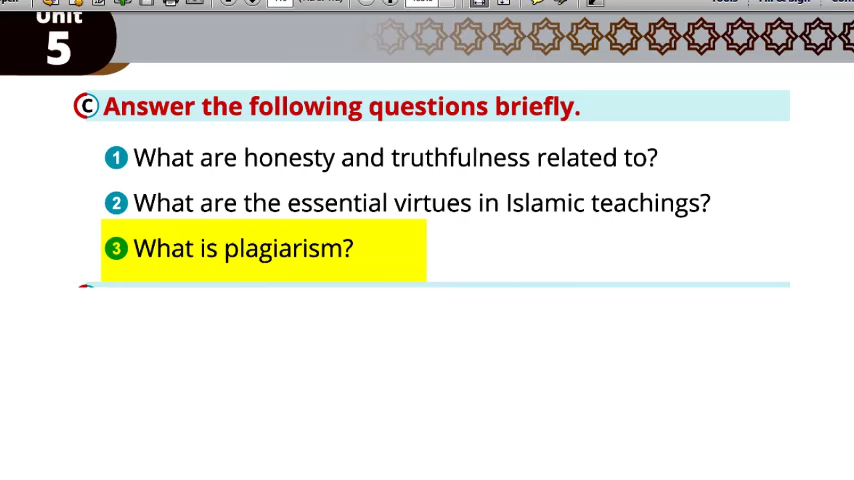 Unit
5
C Answer the following questions briefly.
1 What are honesty and truthfulness related to?
2 What are the essential virtues in Islamic teachings?
3 What is plagiarism?